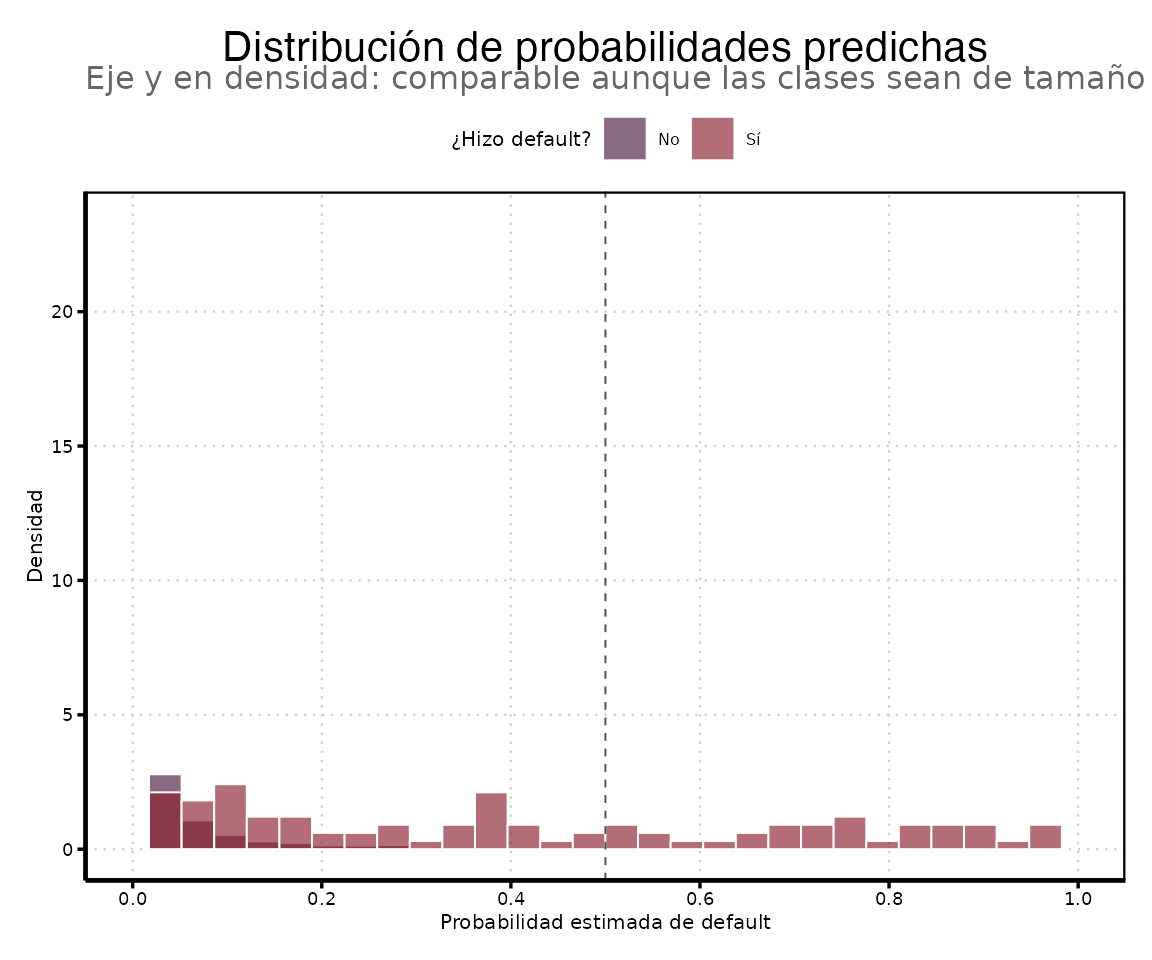 Distribución de probabilidades predichas
Eje y en densidad: comparable aunque las clases sean de tamaño
¿Hizo default? No Sí
20
15
10
5
0
Densidad
0.0 0.2 0.4 0.6 0.8 1.0
Probabilidad estimada de default